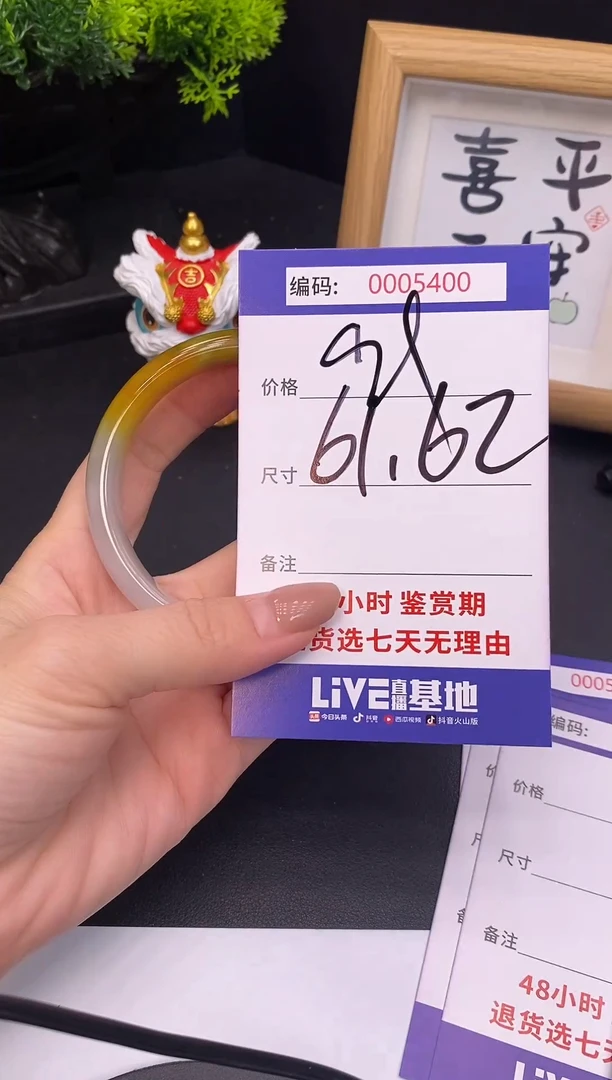 喜平
安
编码: 0005400
价格 98
尺寸 61.62
备注
小时 鉴赏期
货选七天无理由
LiVE直播基地
头条 今日头条 抖音 西瓜视频 抖音火山版
0005
编码:
价格
尺寸
备注
48小时
退货选七天